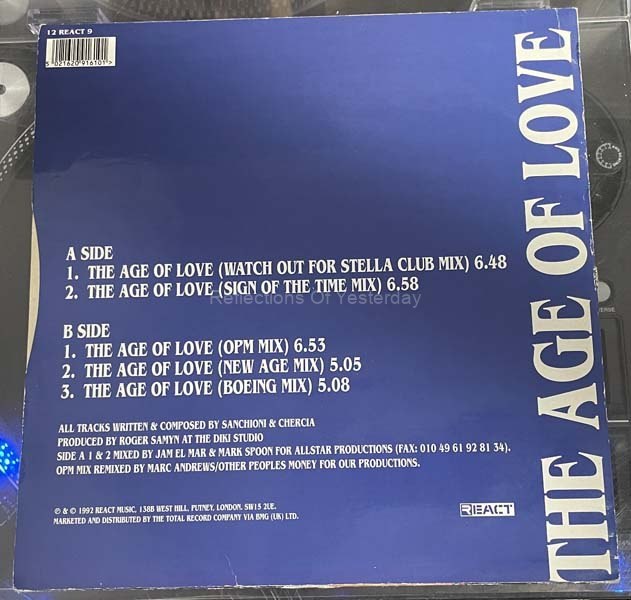 12 REACT 9
5 021620 916101>
THE AGE OF LOVE
A SIDE
1. THE AGE OF LOVE (WATCH OUT FOR STELLA CLUB MIX) 6.48
2. THE AGE OF LOVE (SIGN OF THE TIME MIX) 6.58
Reflections Of Yesterday
B SIDE
1. THE AGE OF LOVE (OPM MIX) 6.53
2. THE AGE OF LOVE (NEW AGE MIX) 5.05
3. THE AGE OF LOVE (BOEING MIX) 5.08
ALL TRACKS WRITTEN & COMPOSED BY SANCHIONI & CHERCIA
PRODUCED BY ROGER SAMYN AT THE DIKI STUDIO
SIDE A 1 & 2 MIXED BY JAM EL MAR & MARK SPOON FOR ALLSTAR PRODUCTIONS (FAX: 010 49 61 92 81 34).
OPM MIX REMIXED BY MARC ANDREWS/OTHER PEOPLES MONEY FOR OUR PRODUCTIONS.
℗ & © 1992 REACT MUSIC, 138B WEST HILL, PUTNEY, LONDON. SW15 2UE.
MARKETED AND DISTRIBUTED BY THE TOTAL RECORD COMPANY VIA BMG (UK) LTD.
REACT